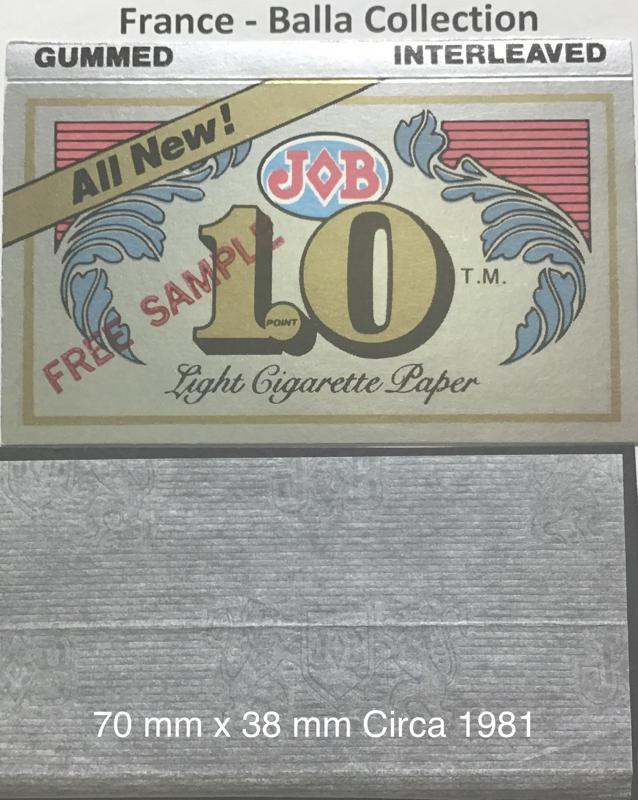 France - Balla Collection
GUMMED INTERLEAVED
All New!
JOB
1.0
POINT
T.M.
FREE SAMPLE
Light Cigarette Paper
JOB
70 mm x 38 mm Circa 1981